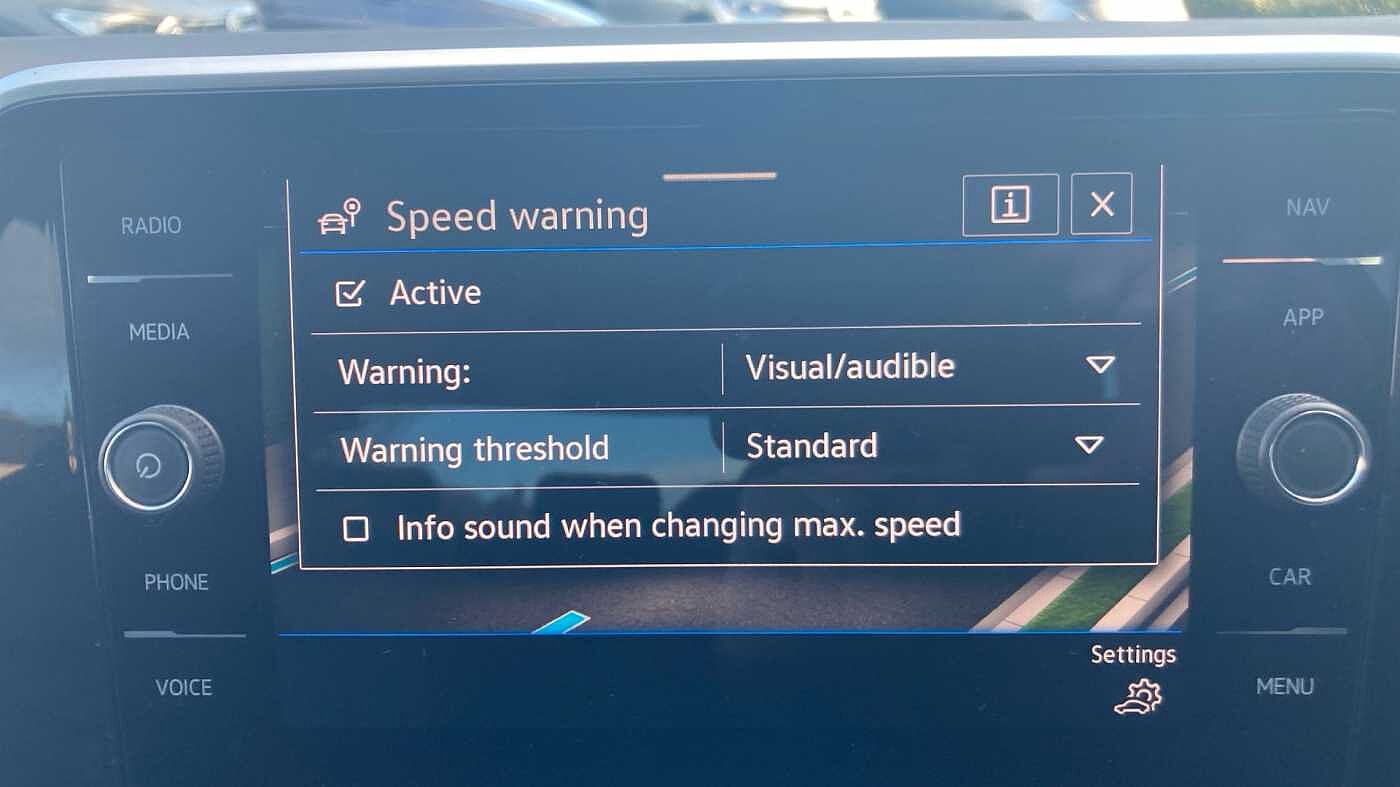 RADIO
MEDIA
PHONE
VOICE
Speed warning
i
Active
Warning:
Visual/audible
Warning threshold
Standard
Info sound when changing max. speed
Settings
NAV
APP
CAR
MENU